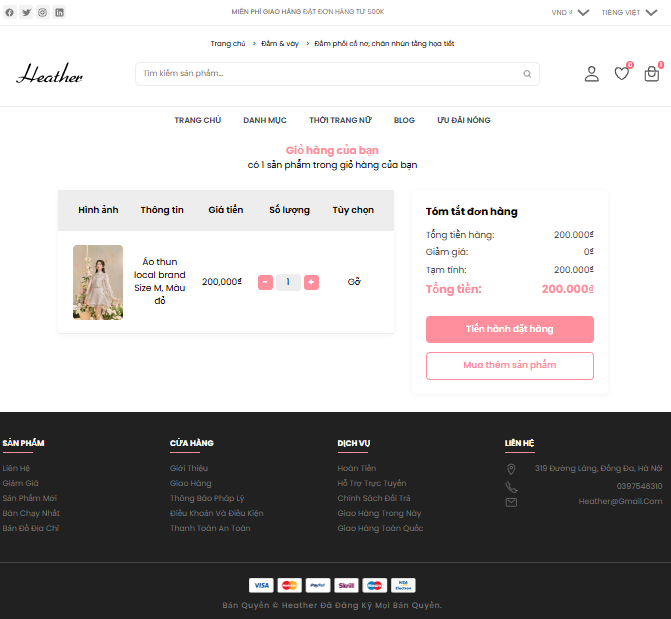 MIỄN PHÍ GIAO HÀNG ĐẶT ĐƠN HÀNG TỪ 500K
VND ₫
TIẾNG VIỆT
Trang chủ > Đầm & váy > Đầm phối cổ nơ, chân nhún tầng họa tiết
Heather
Tìm kiếm sản phẩm...
0
1
TRANG CHỦ
DANH MỤC
THỜI TRANG NỮ
BLOG
ƯU ĐÃI NÓNG
Giỏ hàng của bạn
có 1 sản phẩm trong giỏ hàng của bạn
Hình ảnh
Thông tin
Giá tiền
Số lượng
Tùy chọn
Áo thun
local brand
Size M, Màu
đỏ
200,000₫
- 1 +
Gỡ
Tóm tắt đơn hàng
Tổng tiền hàng: 200.000₫
Giảm giá: 0₫
Tạm tính: 200.000₫
Tổng tiền: 200.000₫
Tiến hành đặt hàng
Mua thêm sản phẩm
SẢN PHẨM
Liên Hệ
Giảm Giá
Sản Phẩm Mới
Bán Chạy Nhất
Bản Đồ Địa Chỉ
CỬA HÀNG
Giới Thiệu
Giao Hàng
Thông Báo Pháp Lý
Điều Khoản Và Điều Kiện
Thanh Toán An Toàn
DỊCH VỤ
Hoàn Tiền
Hỗ Trợ Trực Tuyến
Chính Sách Đổi Trả
Giao Hàng Trong Này
Giao Hàng Toàn Quốc
LIÊN HỆ
319 Đường Láng, Đống Đa, Hà Nội
0397546310
Heather@Gmail.Com
VISA
PayPal
Skrill
VISA
Electron
Bản Quyền © Heather Đã Đăng Ký Mọi Bản Quyền.